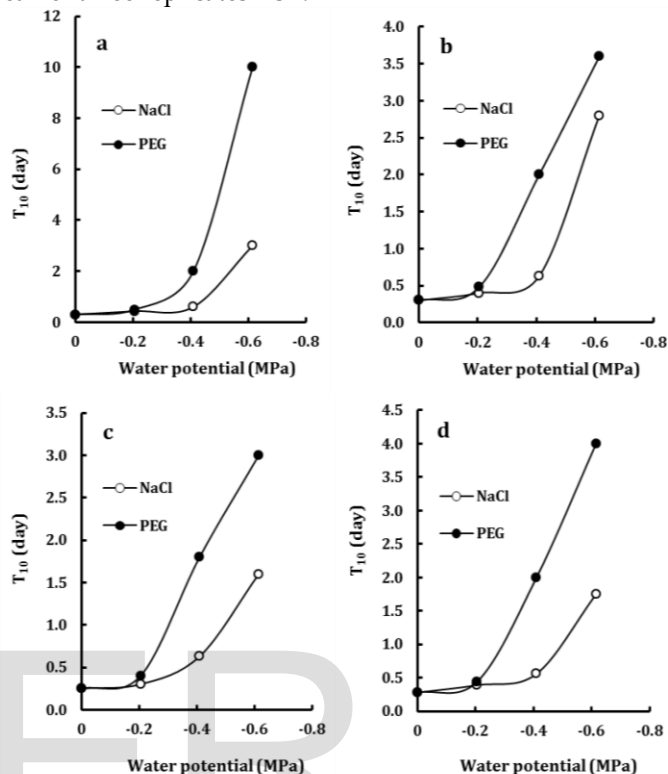 12
10
8
6
4
2
0
a
NaCl
PEG
T10 (day)
0 -0.2 -0.4 -0.6 -0.8
Water potential (MPa)
4.0
3.5
3.0
2.5
2.0
1.5
1.0
0.5
0.0
b
NaCl
PEG
T10 (day)
0 -0.2 -0.4 -0.6 -0.8
Water potential (MPa)
3.5
3.0
2.5
2.0
1.5
1.0
0.5
0.0
c
NaCl
PEG
T10 (day)
0 -0.2 -0.4 -0.6 -0.8
Water potential (MPa)
4.5
4.0
3.5
3.0
2.5
2.0
1.5
1.0
0.5
0.0
d
NaCl
PEG
T10 (day)
0 -0.2 -0.4 -0.6 -0.8
Water potential (MPa)